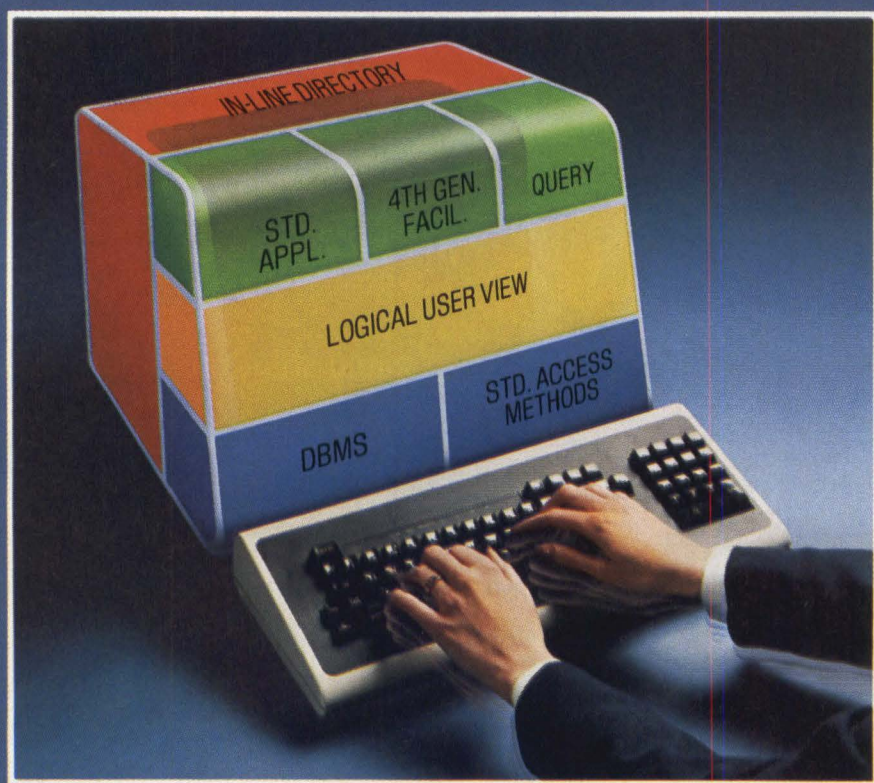 IN-LINE DIRECTORY
STD.
APPL.
4TH GEN.
FACIL.
QUERY
LOGICAL USER VIEW
DBMS
STD. ACCESS
METHODS